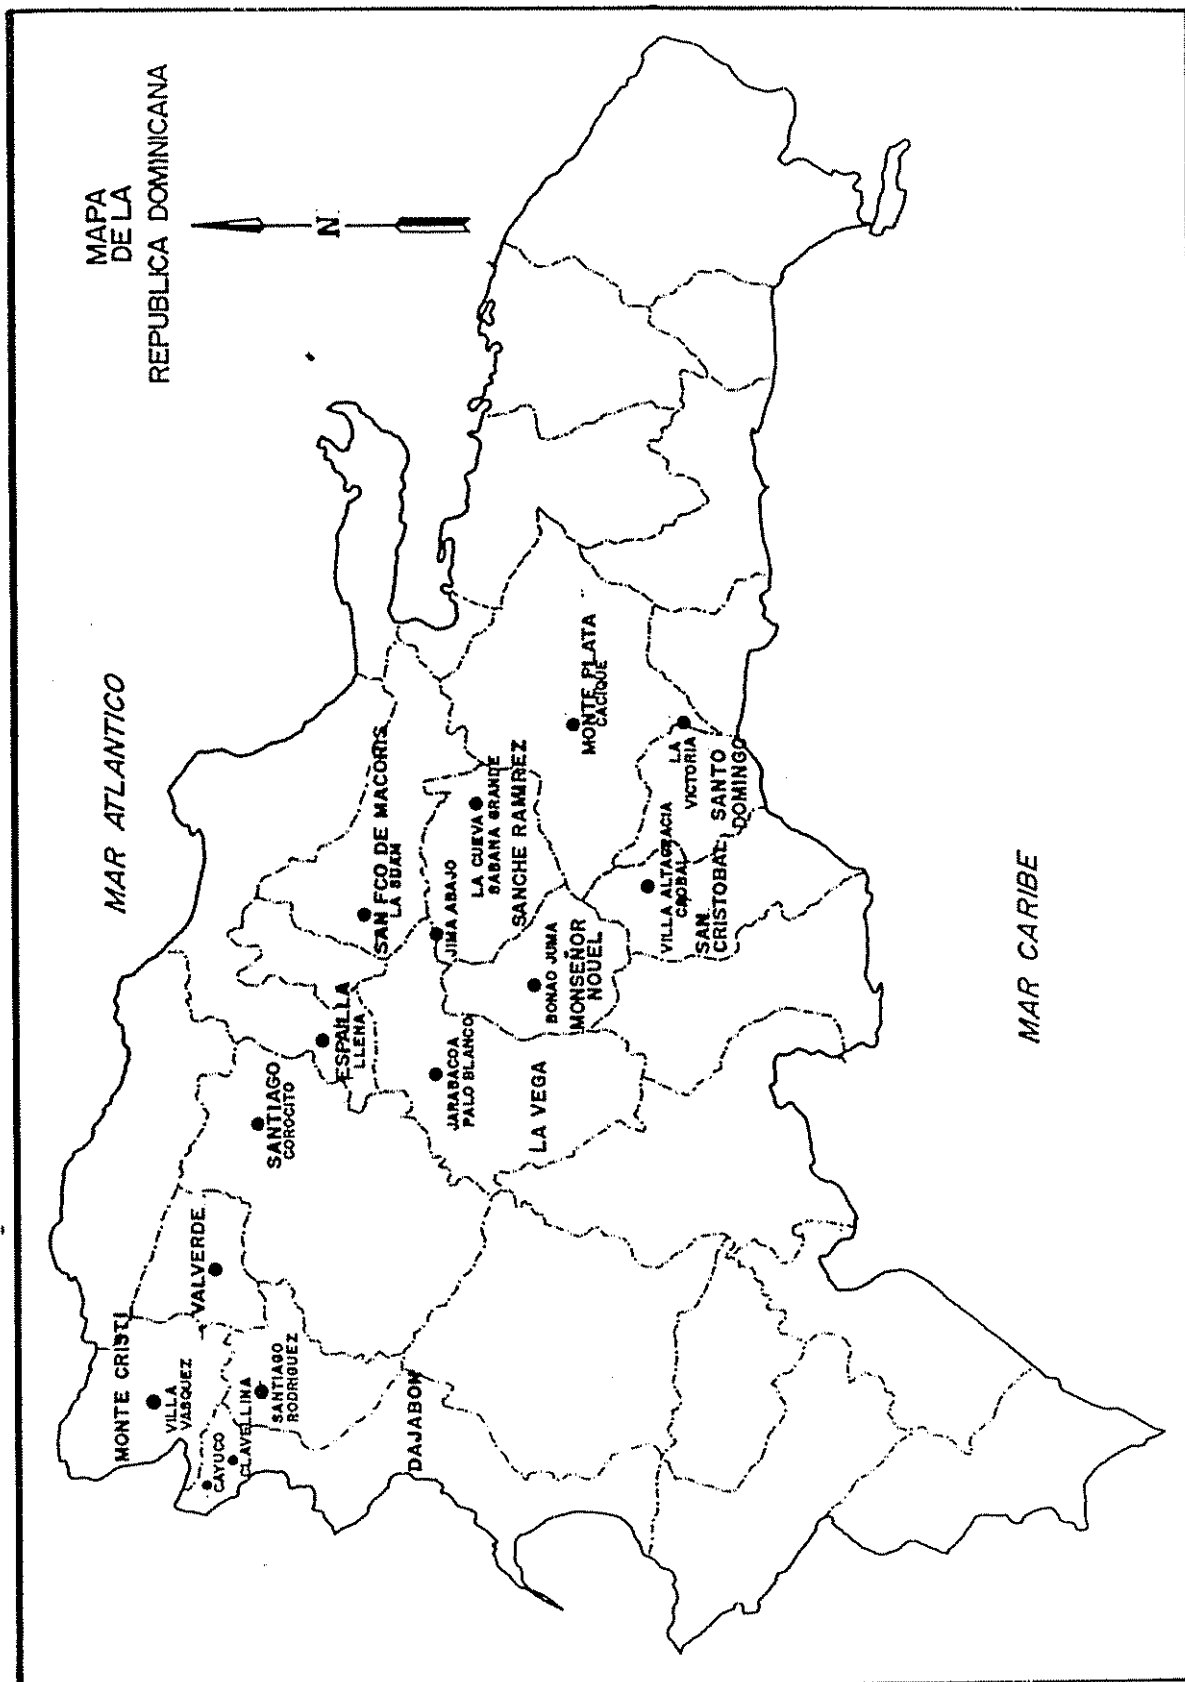 MAPA
DE LA
REPUBLICA DOMINICANA
N
MAR ATLANTICO
MONTE CRISTI
VILLA
VASQUEZ
CAYUCO
CLAVELLINA
SANTIAGO
RODRIGUEZ
DAJABON
VALVERDE
SANTIAGO
COROCITO
ESPAILLA
LLENA
SAN FCO DE MACORIS
LA SDAM
JIMA ABAJO
LA CUEVA
SABANA GRANDE
SANCHE RAMIREZ
JARABACOA
PALO BLANCO
LA VEGA
BONAO JUMA
MONSEÑOR
NOUEL
MONTE PLATA
CACIQUE
LA
VICTORIA
SANTO
DOMINGO
VILLA ALTAGRACIA
CROBAL
SAN
CRISTOBAL
MAR CARIBE